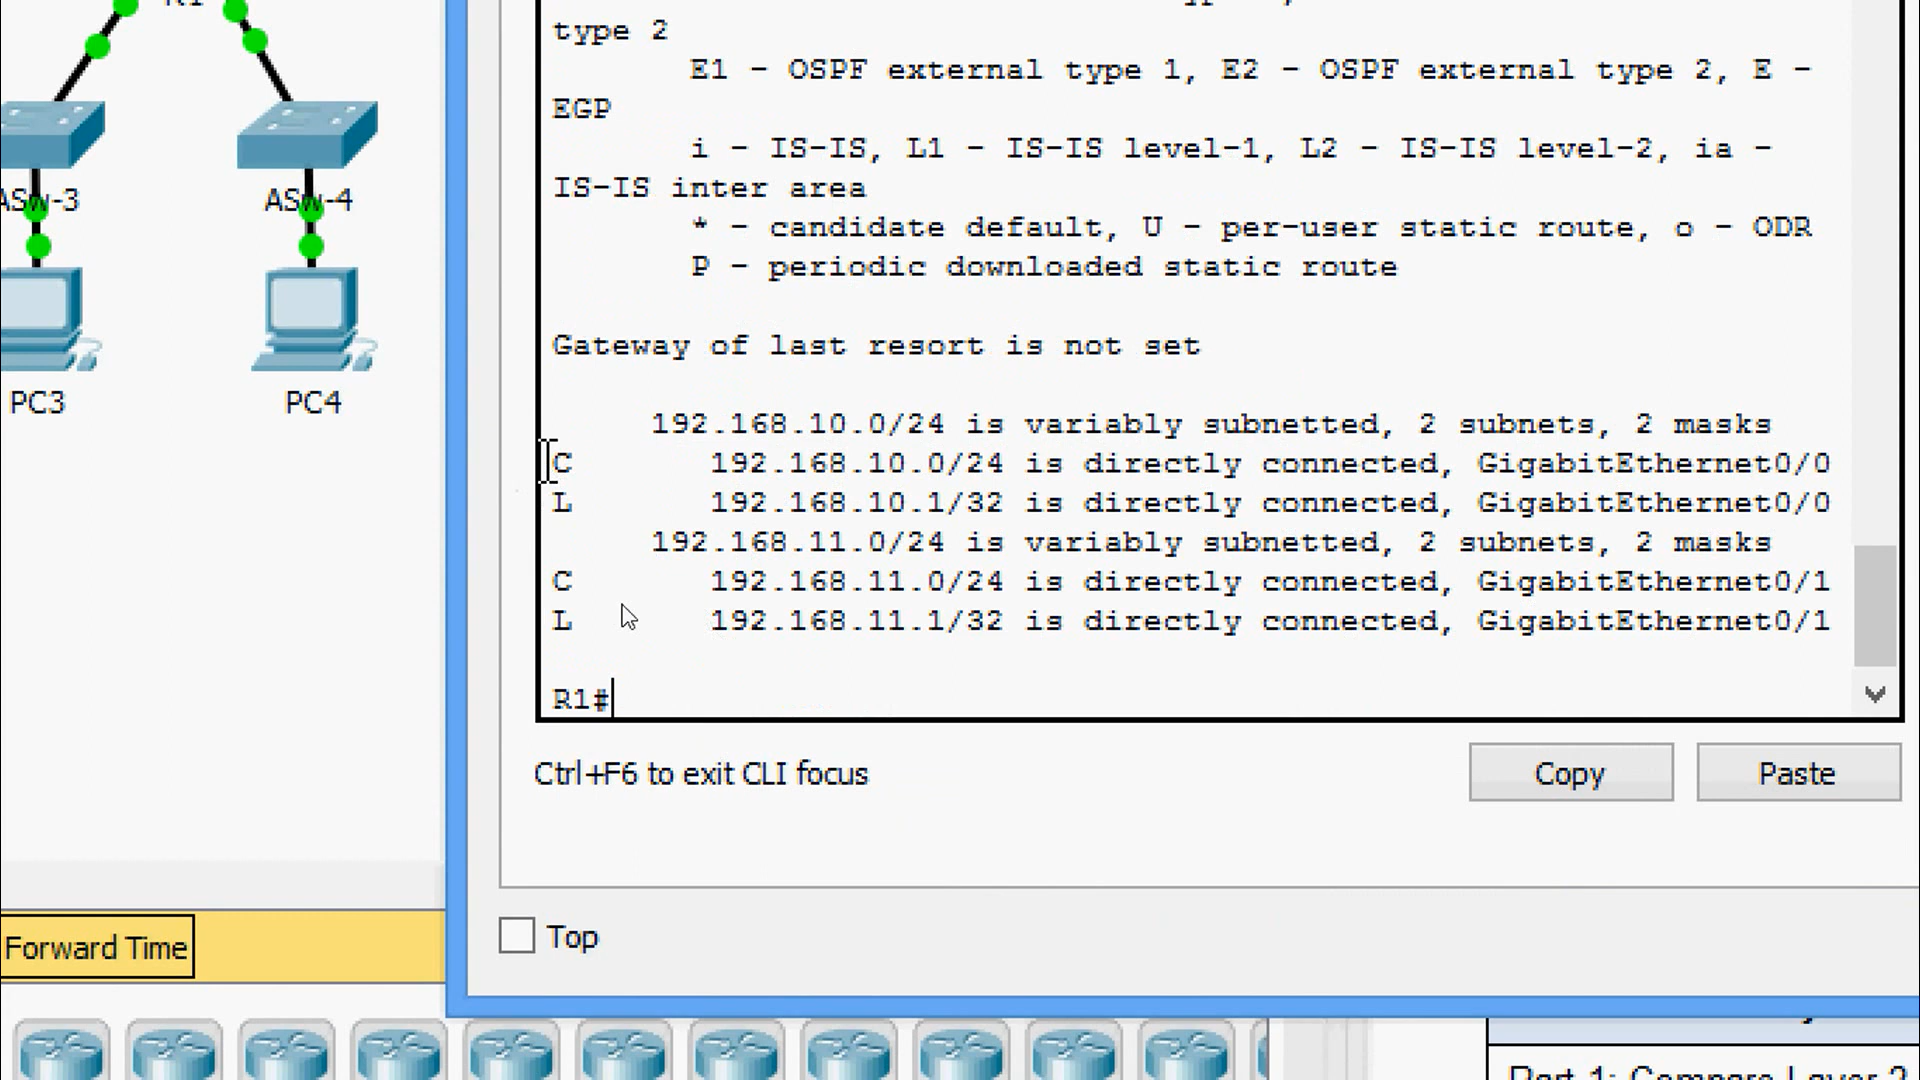 R1
type 2
E1 - OSPF external type 1, E2 - OSPF external type 2, E -
EGP
i - IS-IS, L1 - IS-IS level-1, L2 - IS-IS level-2, ia -
IS-IS inter area
* - candidate default, U - per-user static route, o - ODR
P - periodic downloaded static route
Gateway of last resort is not set
192.168.10.0/24 is variably subnetted, 2 subnets, 2 masks
C 192.168.10.0/24 is directly connected, GigabitEthernet0/0
L 192.168.10.1/32 is directly connected, GigabitEthernet0/0
192.168.11.0/24 is variably subnetted, 2 subnets, 2 masks
C 192.168.11.0/24 is directly connected, GigabitEthernet0/1
L 192.168.11.1/32 is directly connected, GigabitEthernet0/1
R1#
Ctrl+F6 to exit CLI focus
Copy
Paste
Top
ASw-3
ASw-4
PC3
PC4
Forward Time
Part 1: Compare Layer 2